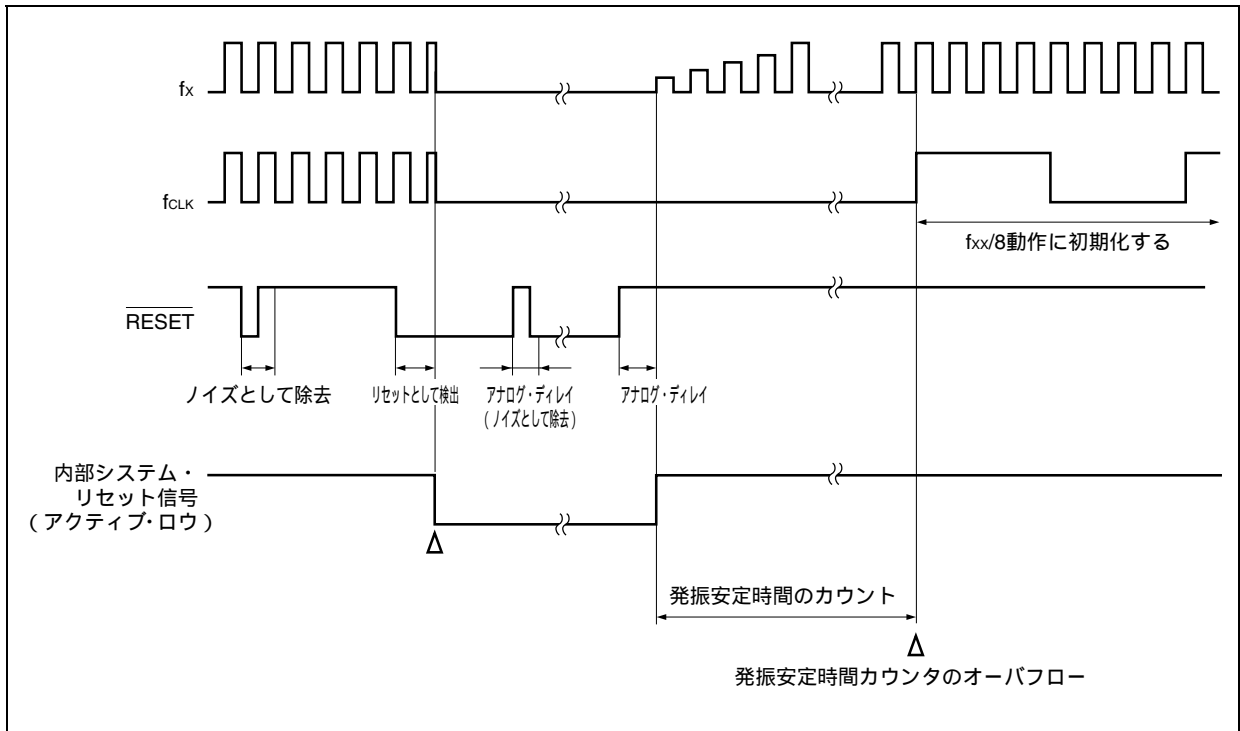 fX
fCLK
fXX/8動作に初期化する
RESET
ノイズとして除去
リセットとして検出
アナログ・ディレイ
(ノイズとして除去)
アナログ・ディレイ
内部システム・
リセット信号
(アクティブ・ロウ)
発振安定時間のカウント
発振安定時間カウンタのオーバフロー